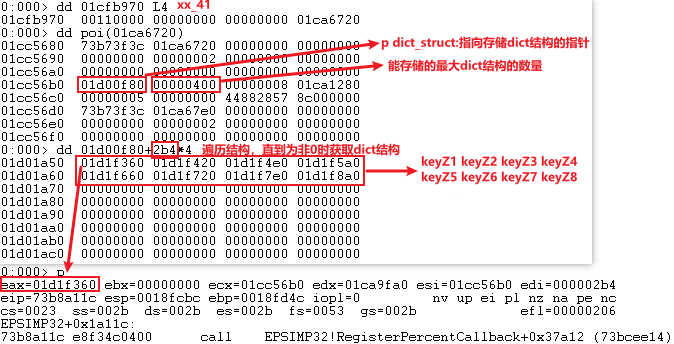 0:000> dd 01cfb970 L4 xx_41
01cfb970 00110000 00000000 00000000 01ca6720
0:000> dd poi(01ca6720)
01cc5680 73b73f3c 01ca6720 00000000 00000000
01cc5690 00000000 00000002 00000000 00000000
01cc56a0 00000000 00000000 00000000 00000000
01cc56b0 01d00f80 00000400 00000008 01ca1280
01cc56c0 00000005 00000000 44882857 8c000000
01cc56d0 73b73f3c 01ca67e0 00000000 00000000
01cc56e0 00000000 00000002 00000000 00000000
01cc56f0 00000000 00000000 00000000 00000000
p dict_struct:指向存储dict结构的指针
能存储的最大dict结构的数量
0:000> dd 01d00f80+2b4*4 遍历结构，直到为非0时获取dict结构
01d01a50 01d1f360 01d1f420 01d1f4e0 01d1f5a0
01d01a60 01d1f660 01d1f720 01d1f7e0 01d1f8a0
01d01a70 00000000 00000000 00000000 00000000
01d01a80 00000000 00000000 00000000 00000000
01d01a90 00000000 00000000 00000000 00000000
01d01aa0 00000000 00000000 00000000 00000000
01d01ab0 00000000 00000000 00000000 00000000
01d01ac0 00000000 00000000 00000000 00000000
keyZ1 keyZ2 keyZ3 keyZ4
keyZ5 keyZ6 keyZ7 keyZ8
0:000> p
eax=01d1f360 ebx=00000000 ecx=01cc56b0 edx=01ca9fa0 esi=01cc56b0 edi=000002b4
eip=73b8a11c esp=0018fcbc ebp=0018fd4c iopl=0 nv up ei pl nz na pe nc
cs=0023 ss=002b ds=002b es=002b fs=0053 gs=002b efl=00000206
EPSIMP32+0x1a11c:
73b8a11c e8f34c0400 call EPSIMP32!RegisterPercentCallback+0x37a12 (73bcee14)